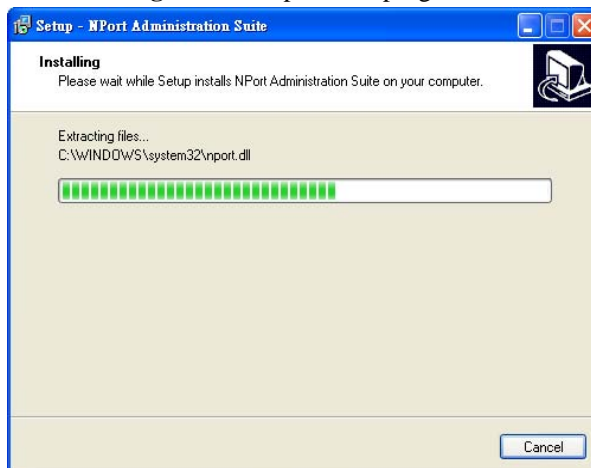 Setup - NPort Administration Suite
Installing
Please wait while Setup installs NPort Administration Suite on your computer.
Extracting files...
C:\WINDOWS\system32\nport.dll
Cancel